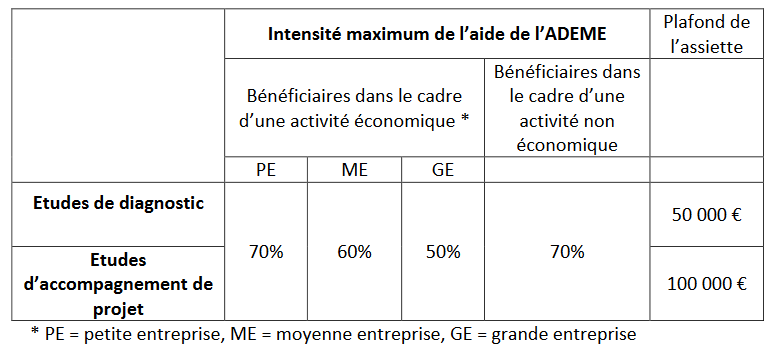 Intensité maximum de l'aide de l'ADEME
Plafond de
l'assiette
Bénéficiaires dans le cadre
d'une activité économique *
Bénéficiaires dans
le cadre d'une
activité non
économique
PE
ME
GE
Etudes de diagnostic
70%
60%
50%
70%
50 000 €
Etudes
d'accompagnement de
projet
100 000 €
* PE = petite entreprise, ME = moyenne entreprise, GE = grande entreprise